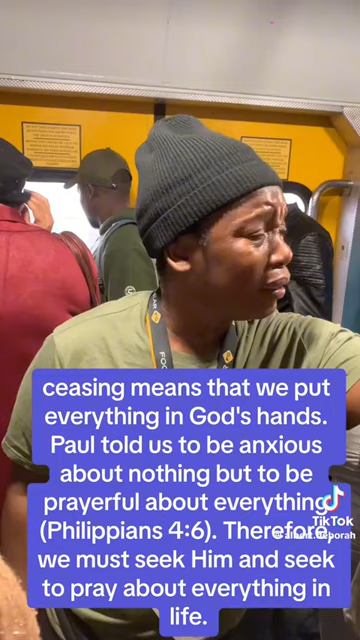 ceasing means that we put
everything in God's hands.
Paul told us to be anxious
about nothing but to be
prayerful about everything
(Philippians 4:6). Therefore
we must seek Him and seek
to pray about everything in
life.
TikTok